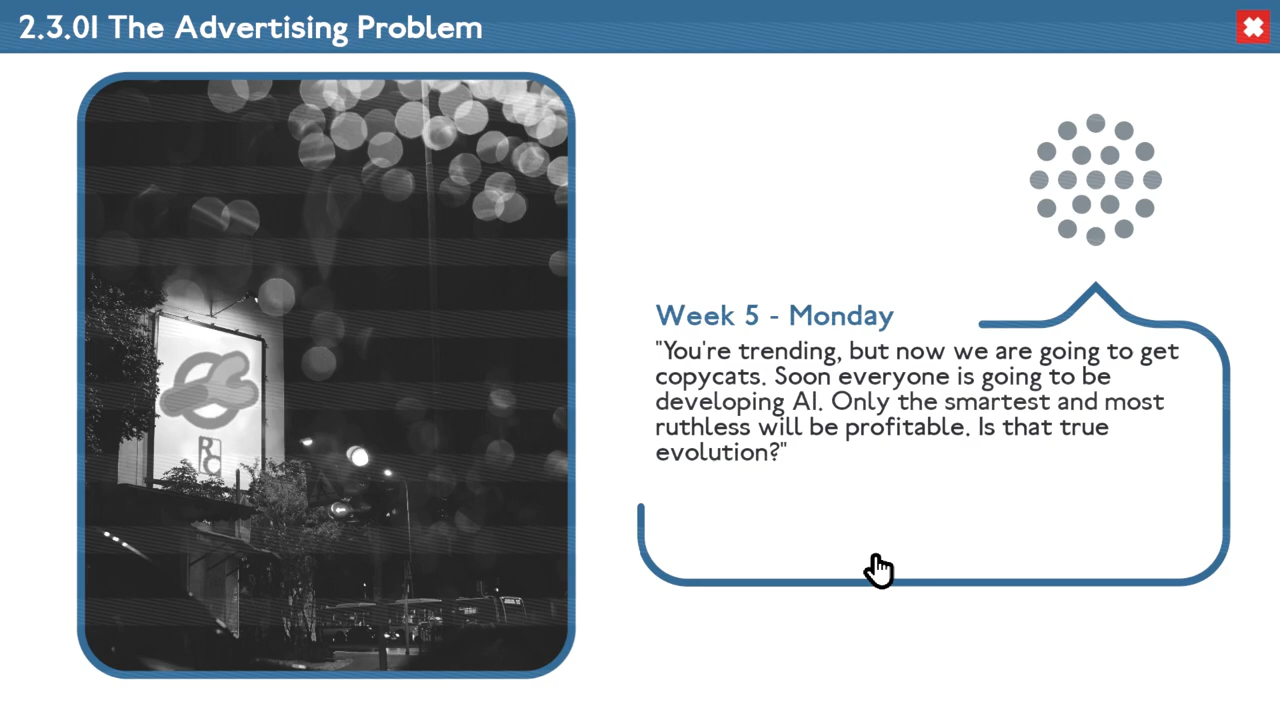 2.3.01 The Advertising Problem
Week 5 - Monday
"You're trending, but now we are going to get
copycats. Soon everyone is going to be
developing AI. Only the smartest and most
ruthless will be profitable. Is that true
evolution?"